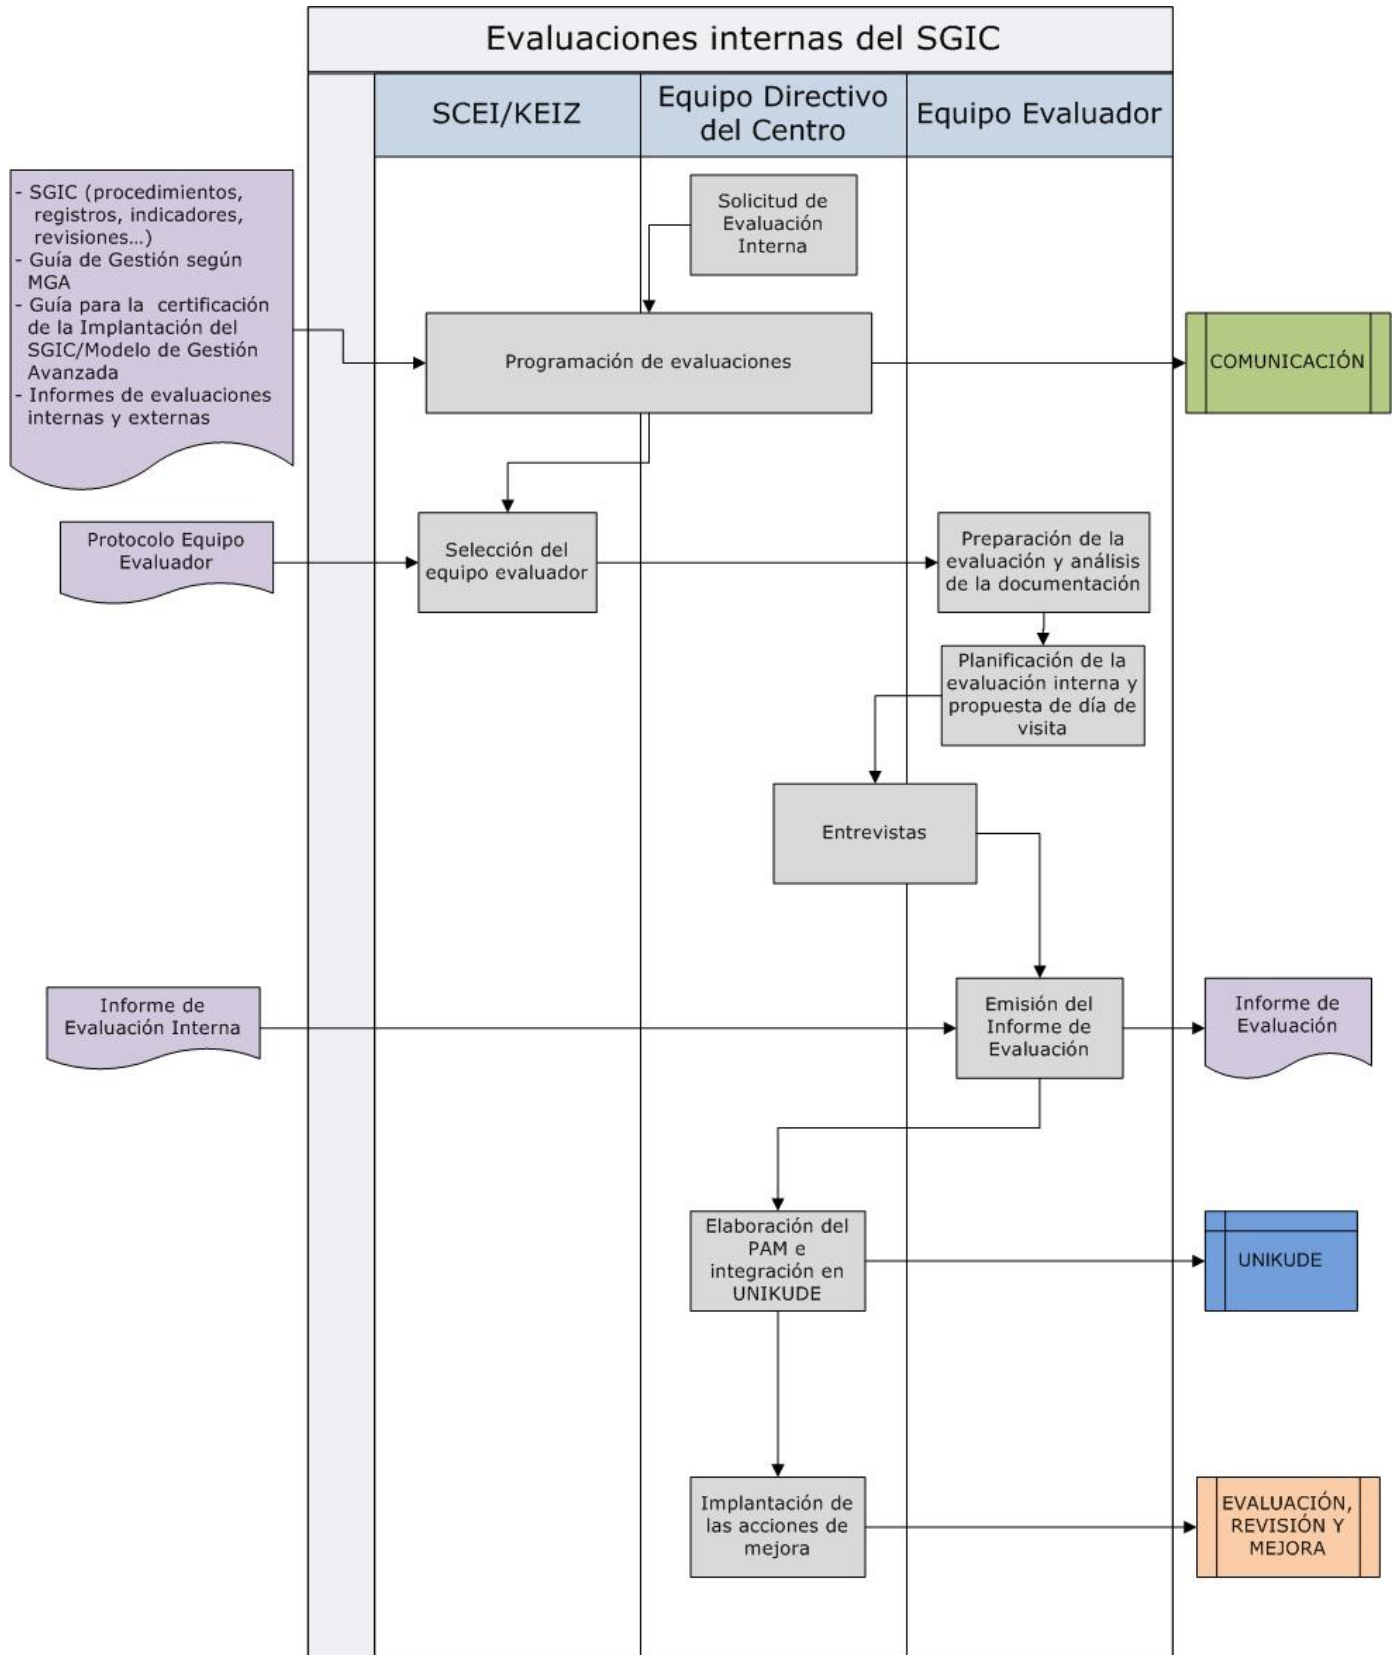 Evaluaciones internas del SGIC
SCEI/KEIZ
Equipo Directivo
del Centro
Equipo Evaluador
- SGIC (procedimientos,
registros, indicadores,
revisiones...)
- Guía de Gestión según
MGA
- Guía para la certificación
de la Implantación del
SGIC/Modelo de Gestión
Avanzada
- Informes de evaluaciones
internas y externas
Solicitud de
Evaluación
Interna
Programación de evaluaciones
COMUNICACIÓN
Protocolo Equipo
Evaluador
Selección del
equipo evaluador
Preparación de la
evaluación y análisis
de la documentación
Planificación de la
evaluación interna y
propuesta de día de
visita
Entrevistas
Informe de
Evaluación Interna
Emisión del
Informe de
Evaluación
Informe de
Evaluación
Elaboración del
PAM e
integración en
UNIKUDE
UNIKUDE
Implantación de
las acciones de
mejora
EVALUACIÓN,
REVISIÓN Y
MEJORA